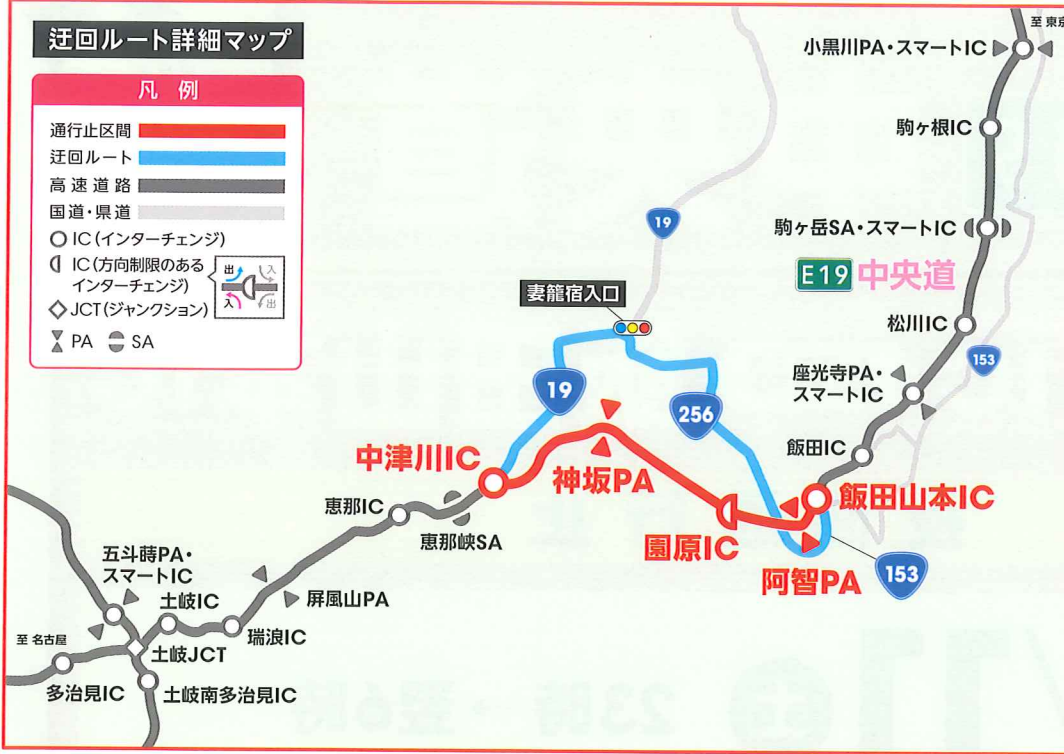 迂回ルート詳細マップ
凡例
通行止区間
迂回ルート
高速道路
国道・県道
IC(インターチェンジ)
IC(方向制限のある
インターチェンジ)
出
入
入
出
JCT(ジャンクション)
PA
SA
至 東京
小黒川PA・スマートIC
駒ヶ根IC
19
駒ヶ岳SA・スマートIC
E19 中央道
妻籠宿入口
松川IC
153
座光寺PA・
スマートIC
19
256
飯田IC
中津川IC
神坂PA
飯田山本IC
恵那IC
恵那峡SA
園原IC
阿智PA
153
五斗蒔PA・
スマートIC
土岐IC
屏風山PA
瑞浪IC
至 名古屋
土岐JCT
多治見IC
土岐南多治見IC
23時
翌6時